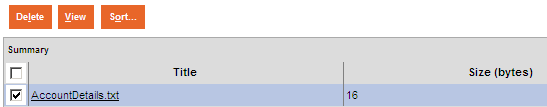 Delete View Sort...
Summary
Title Size (bytes)
AccountDetails.txt 16